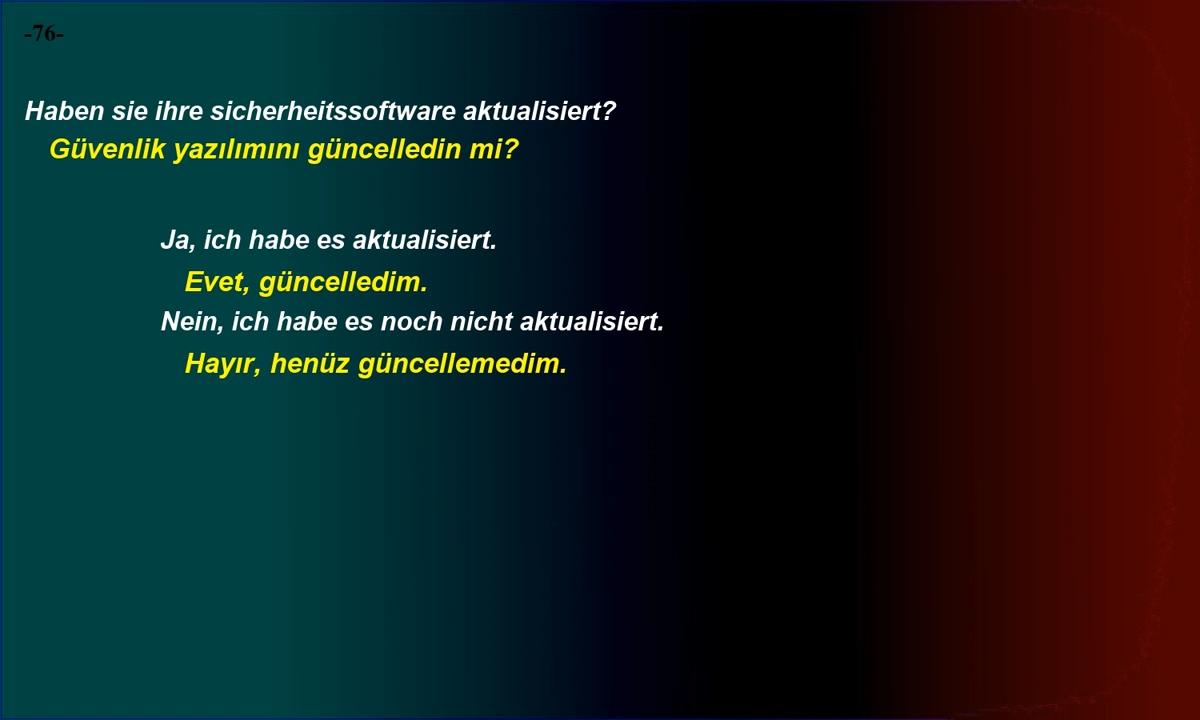 -76-
Haben sie ihre sicherheitssoftware aktualisiert?
Güvenlik yazılımını güncelledin mi?
Ja, ich habe es aktualisiert.
Evet, güncelledim.
Nein, ich habe es noch nicht aktualisiert.
Hayır, henüz güncellemedim.